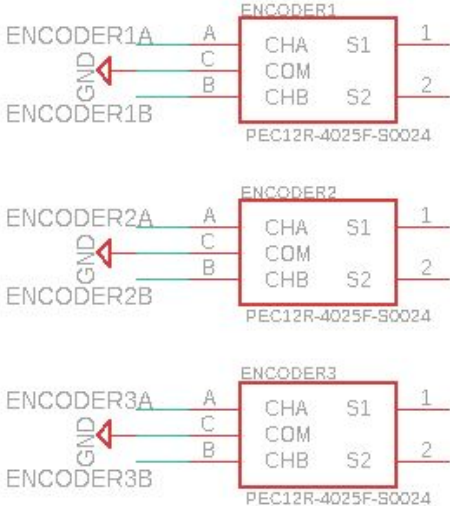 ENCODER1
ENCODER1A A CHA S1 1
GND C COM
B CHB S2 2
ENCODER1B
PEC12R-4025F-S0024
ENCODER2
ENCODER2A A CHA S1 1
GND C COM
B CHB S2 2
ENCODER2B
PEC12R-4025F-S0024
ENCODER3
ENCODER3A A CHA S1 1
GND C COM
B CHB S2 2
ENCODER3B
PEC12R-4025F-S0024